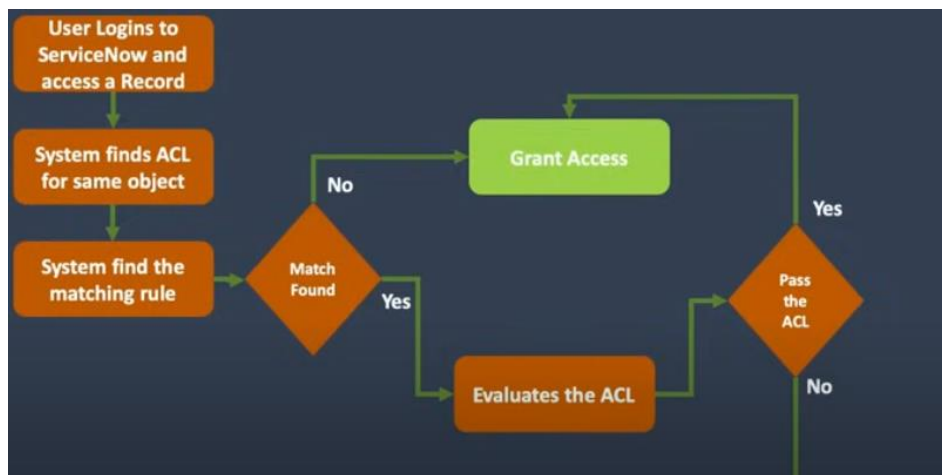 User Logins to
ServiceNow and
access a Record
System finds ACL
for same object
System find the
matching rule
Match
Found
No
Yes
Grant Access
Evaluates the ACL
Pass
the
ACL
Yes
No